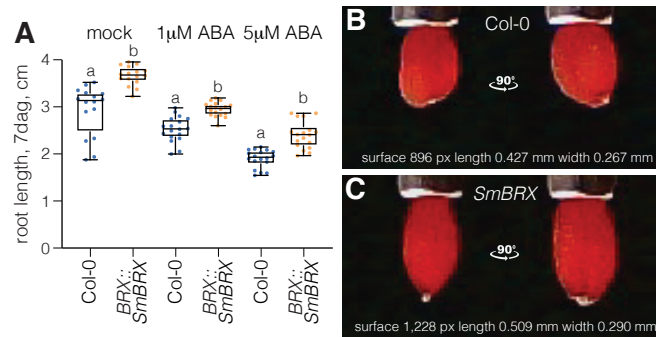 A
mock 1μM ABA 5μM ABA
root length, 7dag, cm
4
3
2
1
0
a
b
a
b
a
b
Col-0
BRX::
SmBRX
Col-0
BRX::
SmBRX
Col-0
BRX::
SmBRX
B
Col-0
90°
surface 896 px length 0.427 mm width 0.267 mm
C
SmBRX
90°
surface 1,228 px length 0.509 mm width 0.290 mm